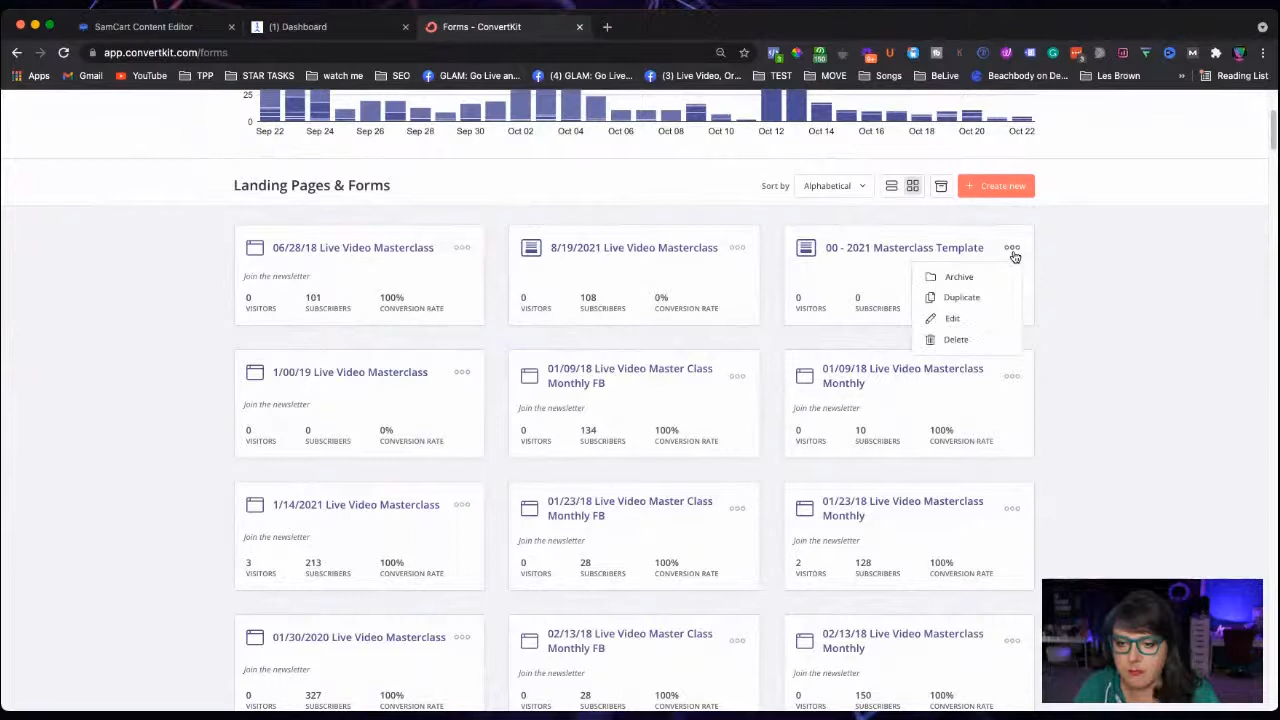 SamCart Content Editor
(1) Dashboard
Forms - ConvertKit
app.convertkit.com/forms
Apps
Gmail
YouTube
TPP
STAR TASKS
SEO
GLAM: Go Live an...
(4) GLAM: Go Live...
(3) Live Video, Or...
TEST
MOVE
Beachbody on De...
Les Brown
Reading List
25
0
Sep 22 Sep 24 Sep 26 Sep 28 Sep 30 Oct 02 Oct 04 Oct 06 Oct 08 Oct 10 Oct 12 Oct 14 Oct 16 Oct 18 Oct 20 Oct 22
Landing Pages & Forms
Sort by
Alphabetical
+ Create new
06/28/18 Live Video Masterclass
Join the newsletter
0 101 100%
VISITORS SUBSCRIBERS CONVERSION RATE
8/19/2021 Live Video Masterclass
0 108 0%
VISITORS SUBSCRIBERS CONVERSION RATE
00 - 2021 Masterclass Template
0 0
VISITORS SUBSCRIBERS
Archive
Duplicate
Edit
Delete
1/00/19 Live Video Masterclass
Join the newsletter
0 0 0%
VISITORS SUBSCRIBERS CONVERSION RATE
01/09/18 Live Video Master Class
Monthly FB
Join the newsletter
0 134 100%
VISITORS SUBSCRIBERS CONVERSION RATE
01/09/18 Live Video Masterclass
Monthly
Join the newsletter
0 10 100%
VISITORS SUBSCRIBERS CONVERSION RATE
1/14/2021 Live Video Masterclass
Join the newsletter
3 213 100%
VISITORS SUBSCRIBERS CONVERSION RATE
01/23/18 Live Video Master Class
Monthly FB
Join the newsletter
0 28 100%
VISITORS SUBSCRIBERS CONVERSION RATE
01/23/18 Live Video Masterclass
Monthly
Join the newsletter
2 128 100%
VISITORS SUBSCRIBERS CONVERSION RATE
01/30/2020 Live Video Masterclass
Join the newsletter
0 327 100%
VISITORS SUBSCRIBERS CONVERSION RATE
02/13/18 Live Video Master Class
Monthly FB
Join the newsletter
0 28 100%
VISITORS SUBSCRIBERS CONVERSION RATE
02/13/18 Live Video Masterclass
Monthly
Join the newsletter
0 150 100%
VISITORS SUBSCRIBERS CONVERSION RATE